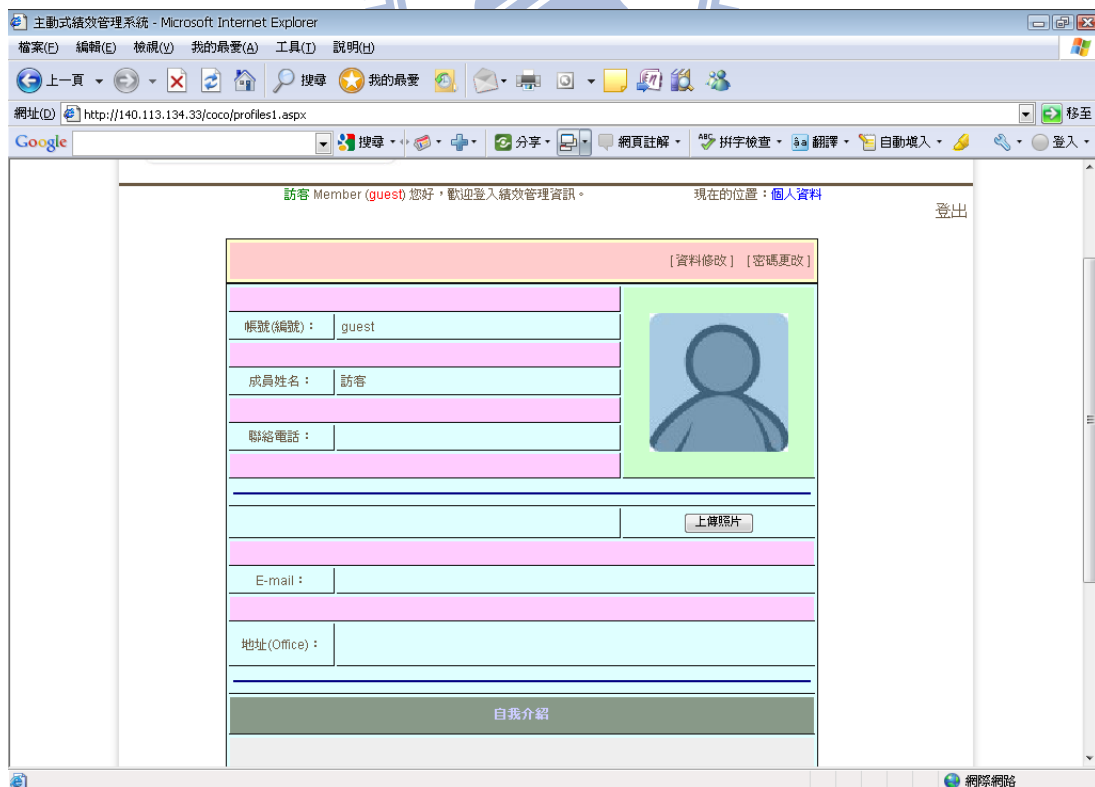 主動式績效管理系統 - Microsoft Internet Explorer
檔案(F) 編輯(E) 檢視(V) 我的最愛(A) 工具(T) 說明(H)
上一頁 搜尋 我的最愛
網址(D) http://140.113.134.33/coco/profiles1.aspx 移至
Google 搜尋 分享 網頁註解 拼字檢查 翻譯 自動填入 登入
訪客 Member (guest) 您好，歡迎登入績效管理資訊。 現在的位置：個人資料
登出
[資料修改] [密碼更改]
帳號(編號)： guest
成員姓名： 訪客
聯絡電話：
上傳照片
E-mail：
地址(Office)：
自我介紹
網際網路